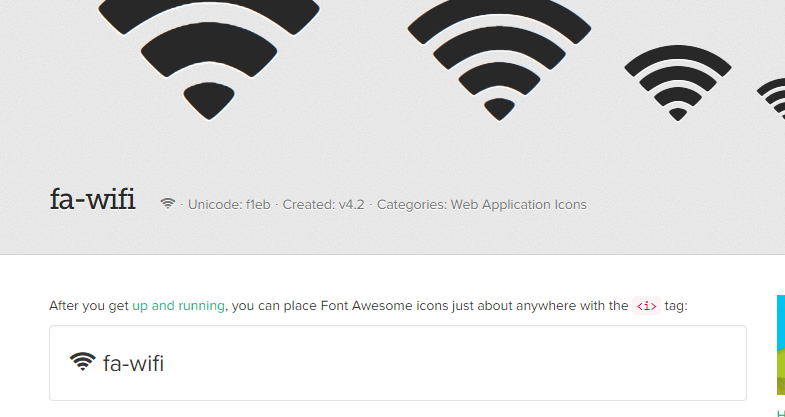 fa-wifi · Unicode: f1eb · Created: v4.2 · Categories: Web Application Icons
After you get up and running, you can place Font Awesome icons just about anywhere with the <i> tag:
fa-wifi
H